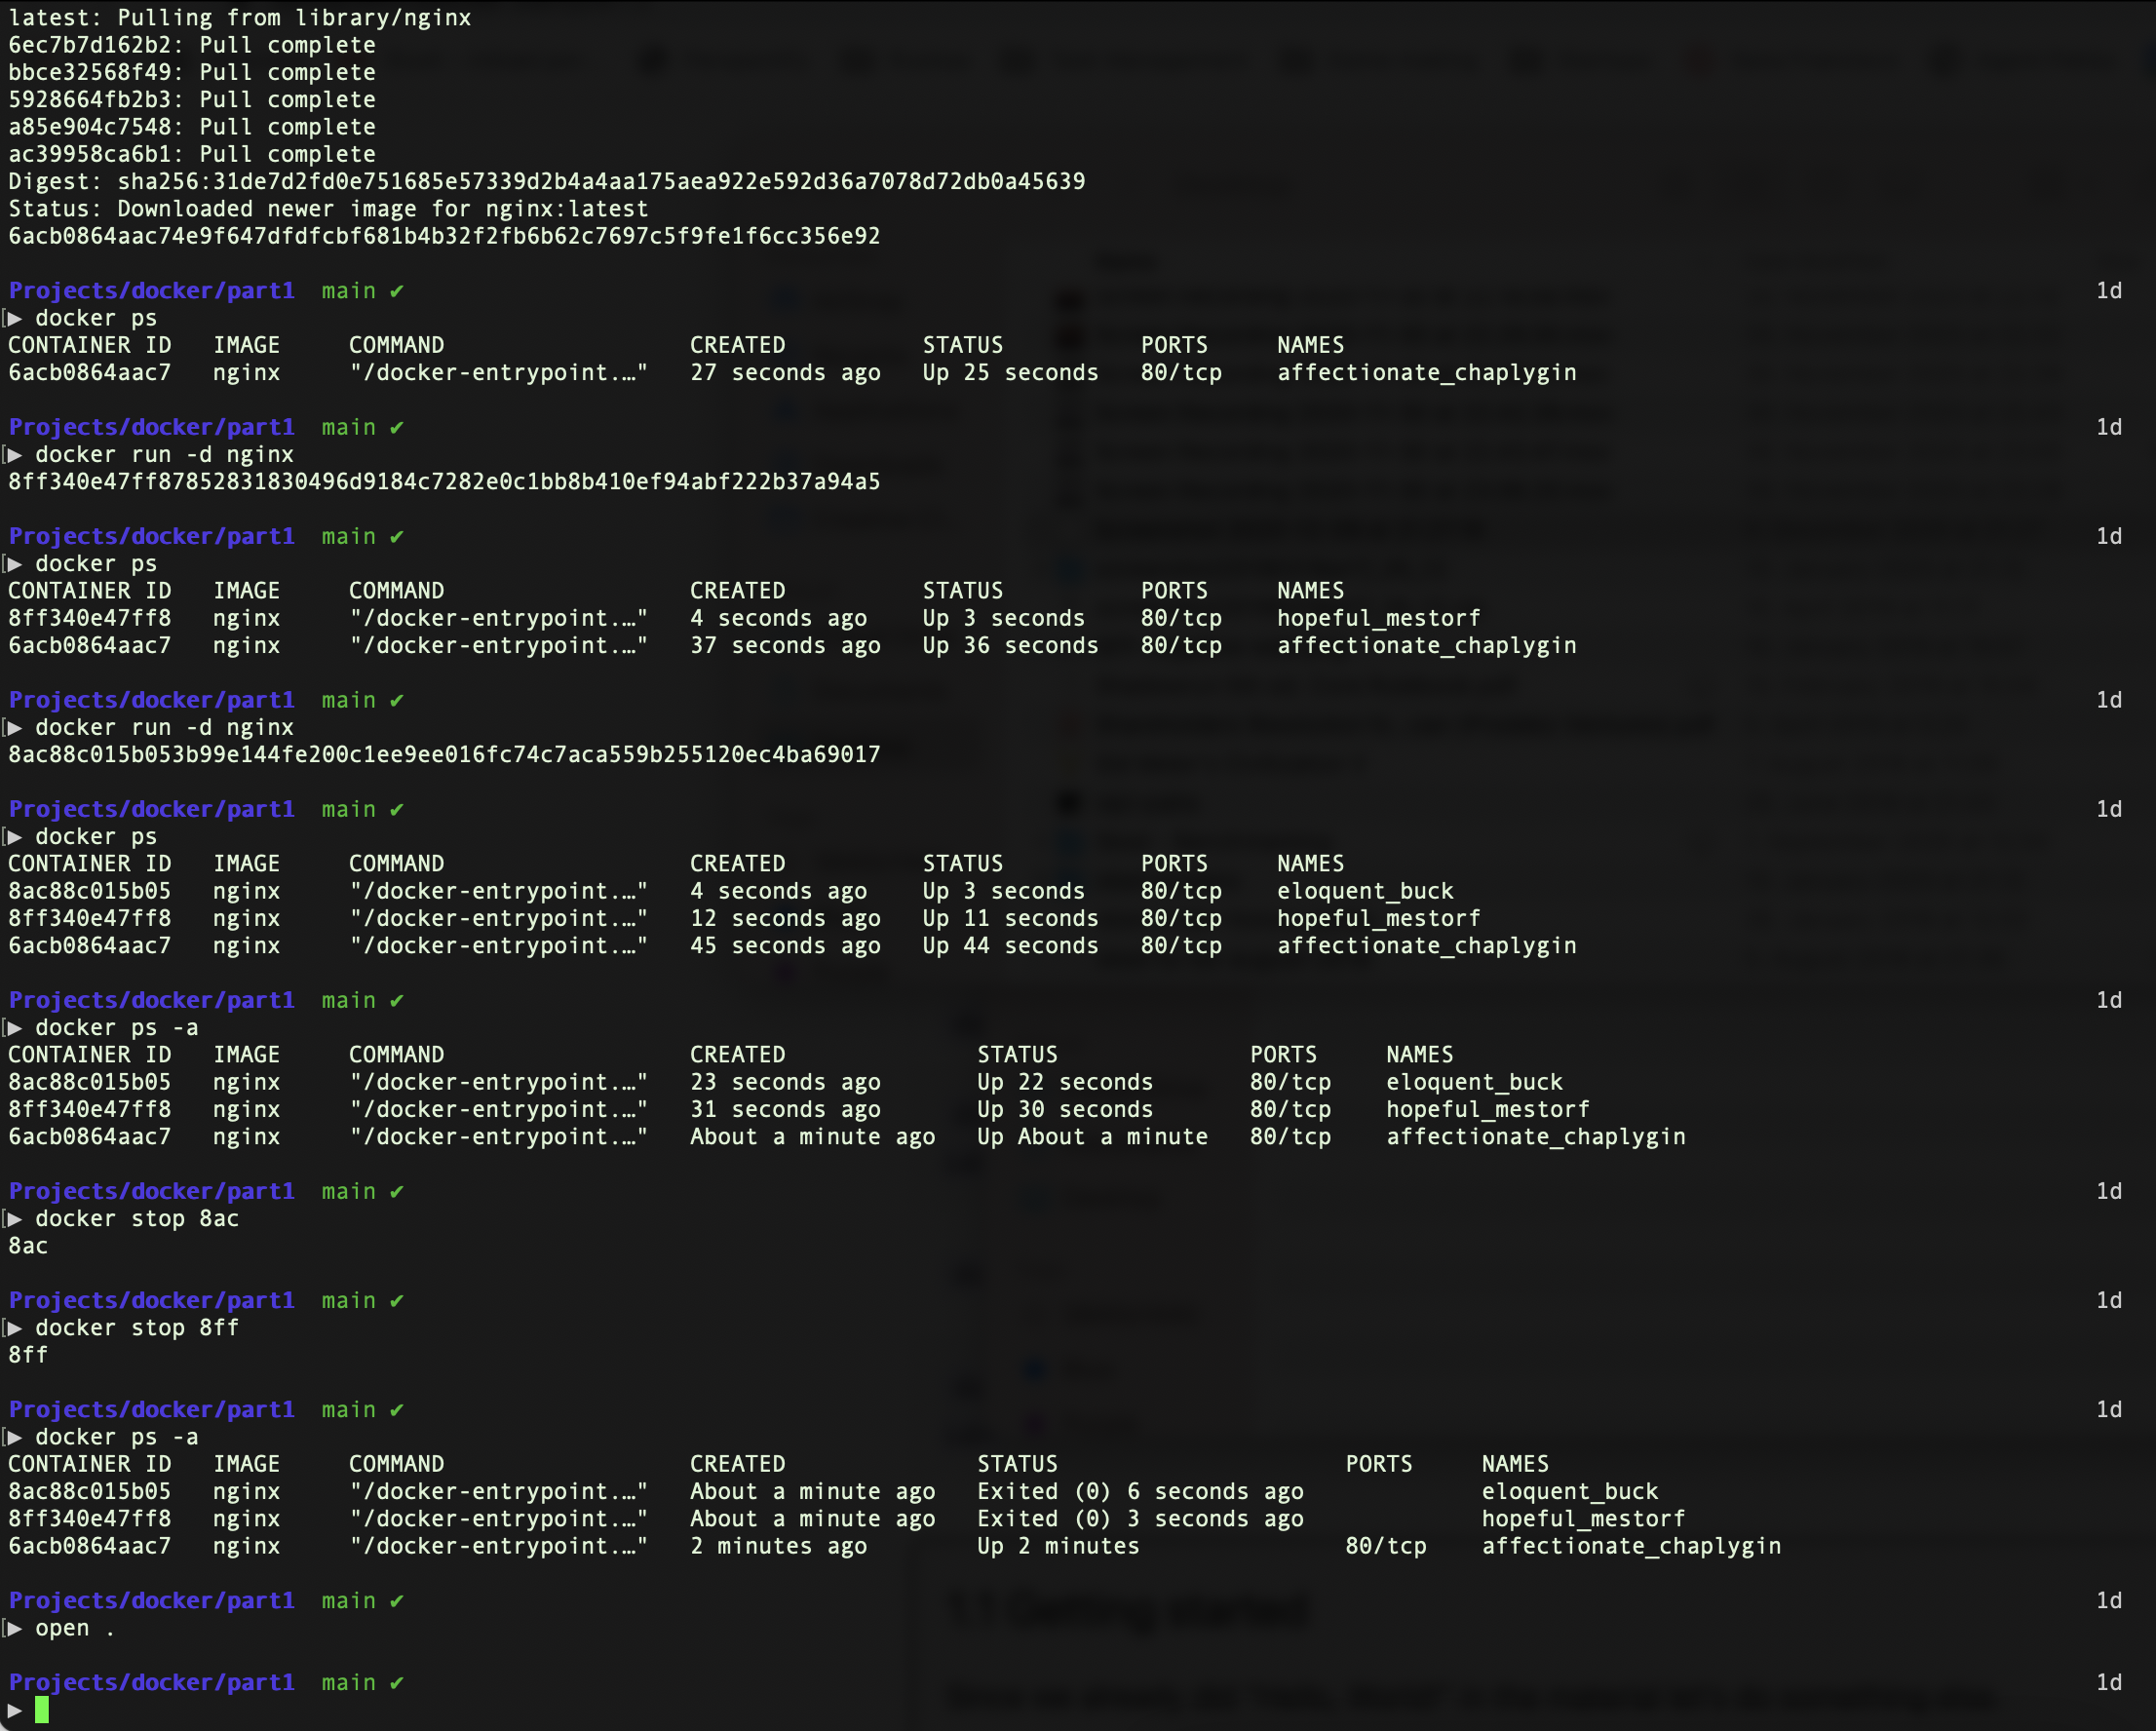 latest: Pulling from library/nginx
6ec7b7d162b2: Pull complete
bbce32568f49: Pull complete
5928664fb2b3: Pull complete
a85e904c7548: Pull complete
ac39958ca6b1: Pull complete
Digest: sha256:31de7d2fd0e751685e57339d2b4a4aa175aea922e592d36a7078d72db0a45639
Status: Downloaded newer image for nginx:latest
6acb0864aac74e9f647dfdfcbf681b4b32f2fb6b62c7697c5f9fe1f6cc356e92
Projects/docker/part1 main ✔ 1d
[▶ docker ps
CONTAINER ID IMAGE COMMAND CREATED STATUS PORTS NAMES
6acb0864aac7 nginx "/docker-entrypoint.…" 27 seconds ago Up 25 seconds 80/tcp affectionate_chaplygin
Projects/docker/part1 main ✔ 1d
[▶ docker run -d nginx
8ff340e47ff87852831830496d9184c7282e0c1bb8b410ef94abf222b37a94a5
Projects/docker/part1 main ✔ 1d
[▶ docker ps
CONTAINER ID IMAGE COMMAND CREATED STATUS PORTS NAMES
8ff340e47ff8 nginx "/docker-entrypoint.…" 4 seconds ago Up 3 seconds 80/tcp hopeful_mestorf
6acb0864aac7 nginx "/docker-entrypoint.…" 37 seconds ago Up 36 seconds 80/tcp affectionate_chaplygin
Projects/docker/part1 main ✔ 1d
[▶ docker run -d nginx
8ac88c015b053b99e144fe200c1ee9ee016fc74c7aca559b255120ec4ba69017
Projects/docker/part1 main ✔ 1d
[▶ docker ps
CONTAINER ID IMAGE COMMAND CREATED STATUS PORTS NAMES
8ac88c015b05 nginx "/docker-entrypoint.…" 4 seconds ago Up 3 seconds 80/tcp eloquent_buck
8ff340e47ff8 nginx "/docker-entrypoint.…" 12 seconds ago Up 11 seconds 80/tcp hopeful_mestorf
6acb0864aac7 nginx "/docker-entrypoint.…" 45 seconds ago Up 44 seconds 80/tcp affectionate_chaplygin
Projects/docker/part1 main ✔ 1d
[▶ docker ps -a
CONTAINER ID IMAGE COMMAND CREATED STATUS PORTS NAMES
8ac88c015b05 nginx "/docker-entrypoint.…" 23 seconds ago Up 22 seconds 80/tcp eloquent_buck
8ff340e47ff8 nginx "/docker-entrypoint.…" 31 seconds ago Up 30 seconds 80/tcp hopeful_mestorf
6acb0864aac7 nginx "/docker-entrypoint.…" About a minute ago Up About a minute 80/tcp affectionate_chaplygin
Projects/docker/part1 main ✔ 1d
[▶ docker stop 8ac
8ac
Projects/docker/part1 main ✔ 1d
[▶ docker stop 8ff
8ff
Projects/docker/part1 main ✔ 1d
[▶ docker ps -a
CONTAINER ID IMAGE COMMAND CREATED STATUS PORTS NAMES
8ac88c015b05 nginx "/docker-entrypoint.…" About a minute ago Exited (0) 6 seconds ago eloquent_buck
8ff340e47ff8 nginx "/docker-entrypoint.…" About a minute ago Exited (0) 3 seconds ago hopeful_mestorf
6acb0864aac7 nginx "/docker-entrypoint.…" 2 minutes ago Up 2 minutes 80/tcp affectionate_chaplygin
Projects/docker/part1 main ✔ 1d
[▶ open .
Projects/docker/part1 main ✔ 1d
▶